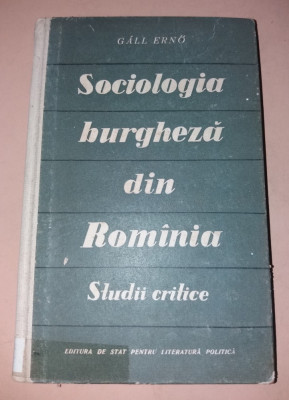 GÁLL ERNŐ
Sociologia
burgheză
din
Romînia
Studii critice
EDITURA DE STAT PENTRU LITERATURĂ POLITICĂ